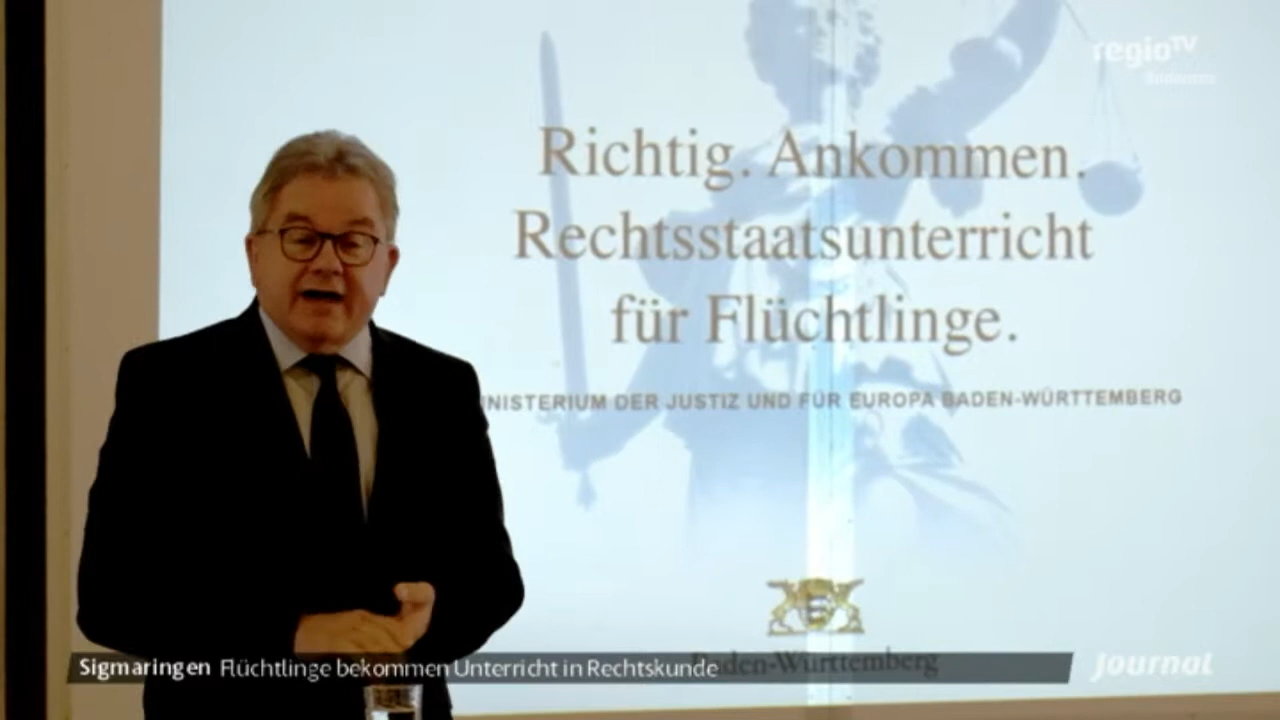 regioTV
Richtig. Ankommen.
Rechtsstaatsunterricht
für Flüchtlinge.
NISTERIUM DER JUSTIZ UND FÜR EUROPA BADEN-WÜRTTEMBERG
Baden-Württemberg
Sigmaringen Flüchtlinge bekommen Unterricht in Rechtskunde
Journal